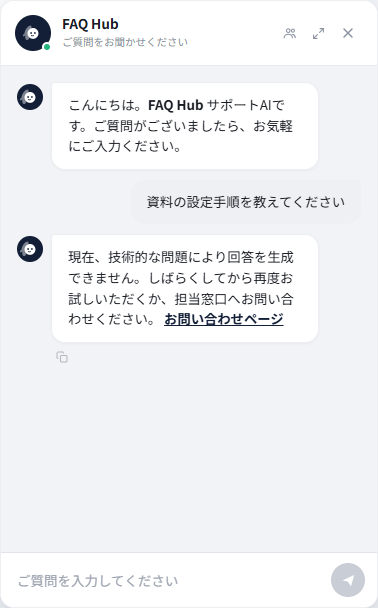 FAQ Hub
ご質問をお聞かせください
こんにちは。FAQ Hub サポートAIで
す。ご質問がございましたら、お気軽
にご入力ください。
資料の設定手順を教えてください
現在、技術的な問題により回答を生成
できません。しばらくしてから再度お
試しいただくか、担当窓口へお問い合
わせください。 お問い合わせページ
ご質問を入力してください